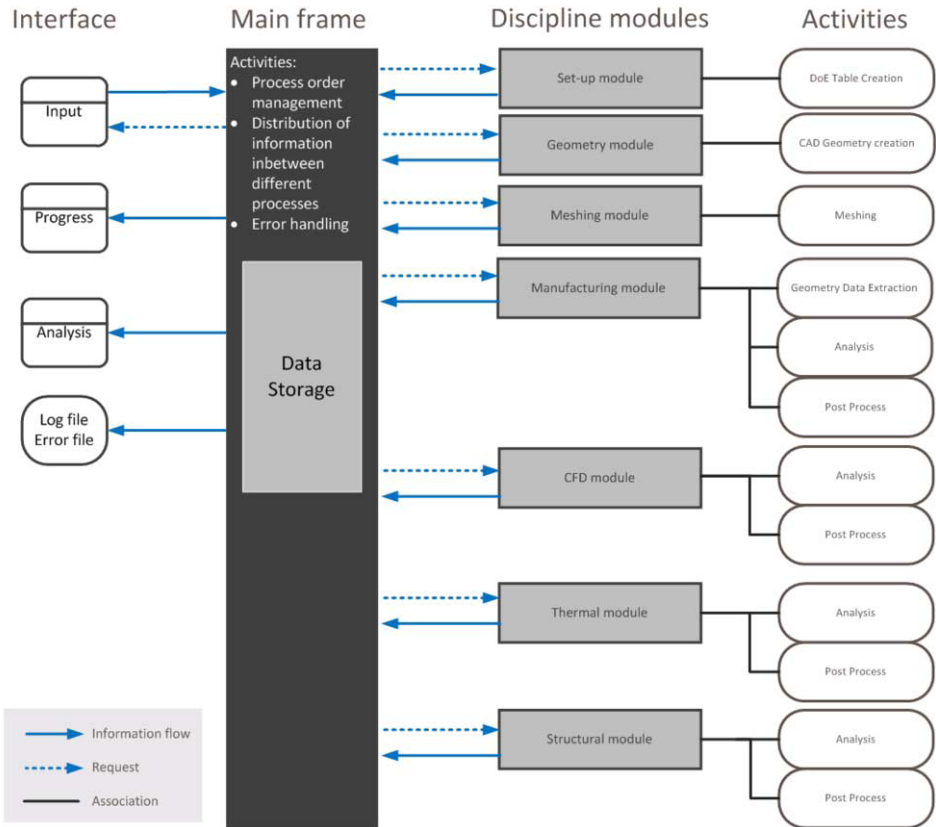 Interface
Main frame
Discipline modules
Activities
Input
Progress
Analysis
Log file
Error file
Activities:
• Process order
management
• Distribution of
information
inbetween
different
processes
• Error handling
Data
Storage
Set-up module
Geometry module
Meshing module
Manufacturing module
CFD module
Thermal module
Structural module
DoE Table Creation
CAD Geometry creation
Meshing
Geometry Data Extraction
Analysis
Post Process
Analysis
Post Process
Analysis
Post Process
Analysis
Post Process
Information flow
Request
Association